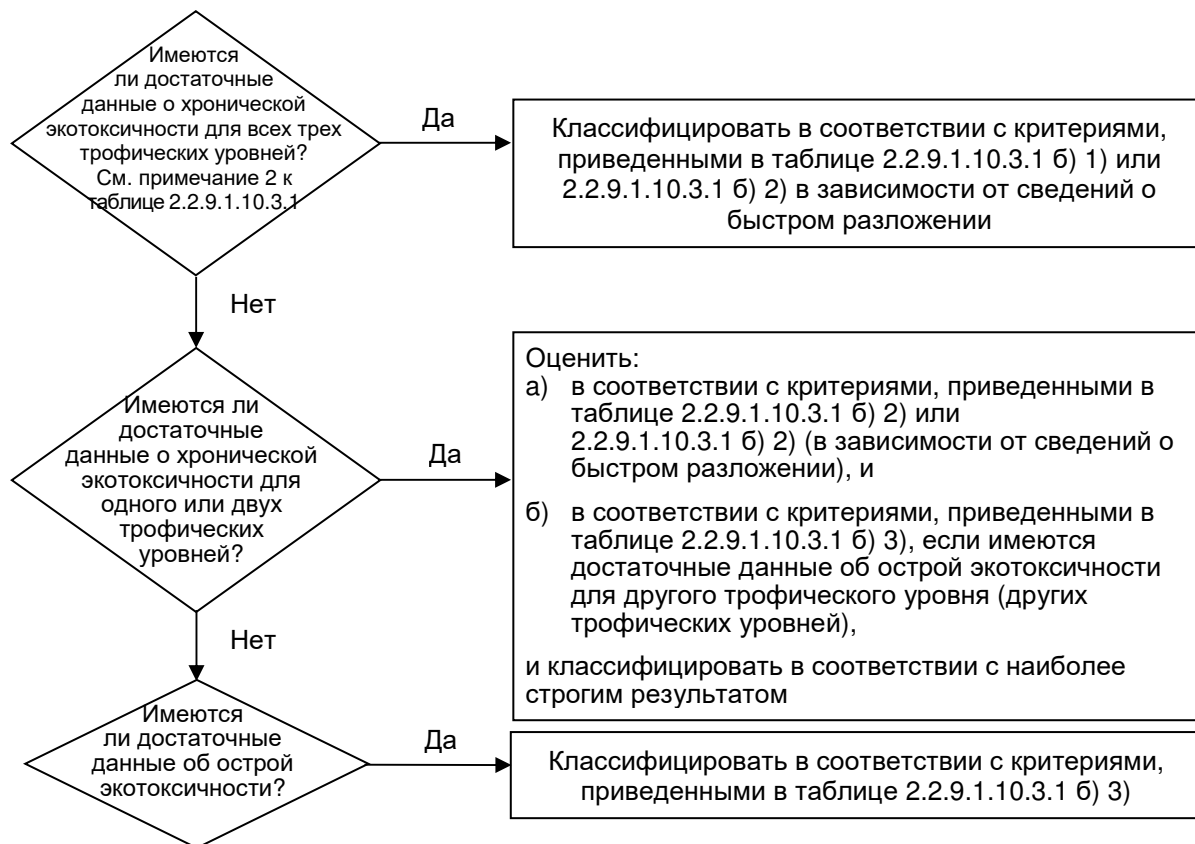 Имеются
ли достаточные
данные о хронической
экотоксичности для всех трех
трофических уровней?
См. примечание 2 к
таблице 2.2.9.1.10.3.1
Да
Классифицировать в соответствии с критериями,
приведенными в таблице 2.2.9.1.10.3.1 б) 1) или
2.2.9.1.10.3.1 б) 2) в зависимости от сведений о
быстром разложении
Нет
Имеются ли
достаточные
данные о хронической
экотоксичности для
одного или двух
трофических
уровней?
Да
Оценить:
а) в соответствии с критериями, приведенными в
таблице 2.2.9.1.10.3.1 б) 2) или
2.2.9.1.10.3.1 б) 2) (в зависимости от сведений о
быстром разложении), и
б) в соответствии с критериями, приведенными в
таблице 2.2.9.1.10.3.1 б) 3), если имеются
достаточные данные об острой экотоксичности
для другого трофического уровня (других
трофических уровней),
и классифицировать в соответствии с наиболее
строгим результатом
Нет
Имеются
ли достаточные
данные об острой
экотоксичности?
Да
Классифицировать в соответствии с критериями,
приведенными в таблице 2.2.9.1.10.3.1 б) 3)